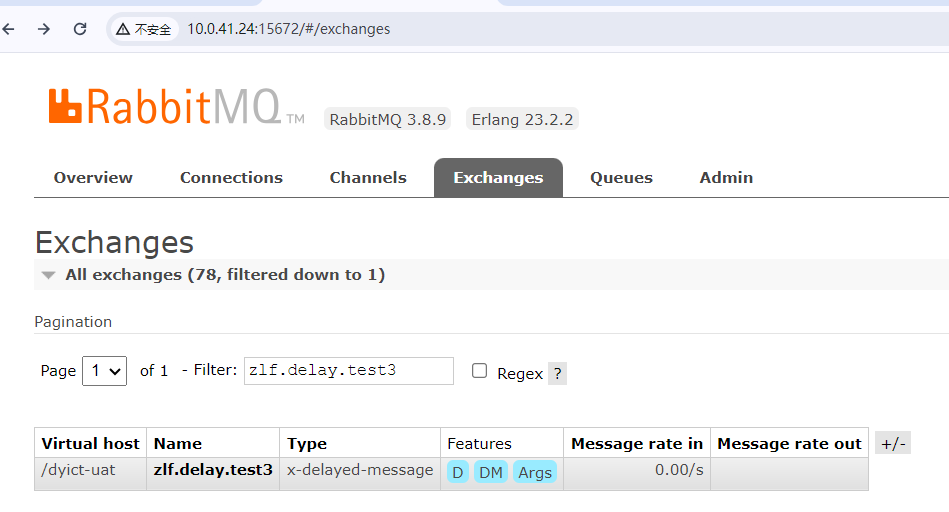 不安全 10.0.41.24:15672/#/exchanges
RabbitMQ TM RabbitMQ 3.8.9 Erlang 23.2.2
Overview Connections Channels Exchanges Queues Admin
Exchanges
All exchanges (78, filtered down to 1)
Pagination
Page 1 of 1 - Filter: zlf.delay.test3 Regex ?
Virtual host Name Type Features Message rate in Message rate out +/-
/dyict-uat zlf.delay.test3 x-delayed-message D DM Args 0.00/s